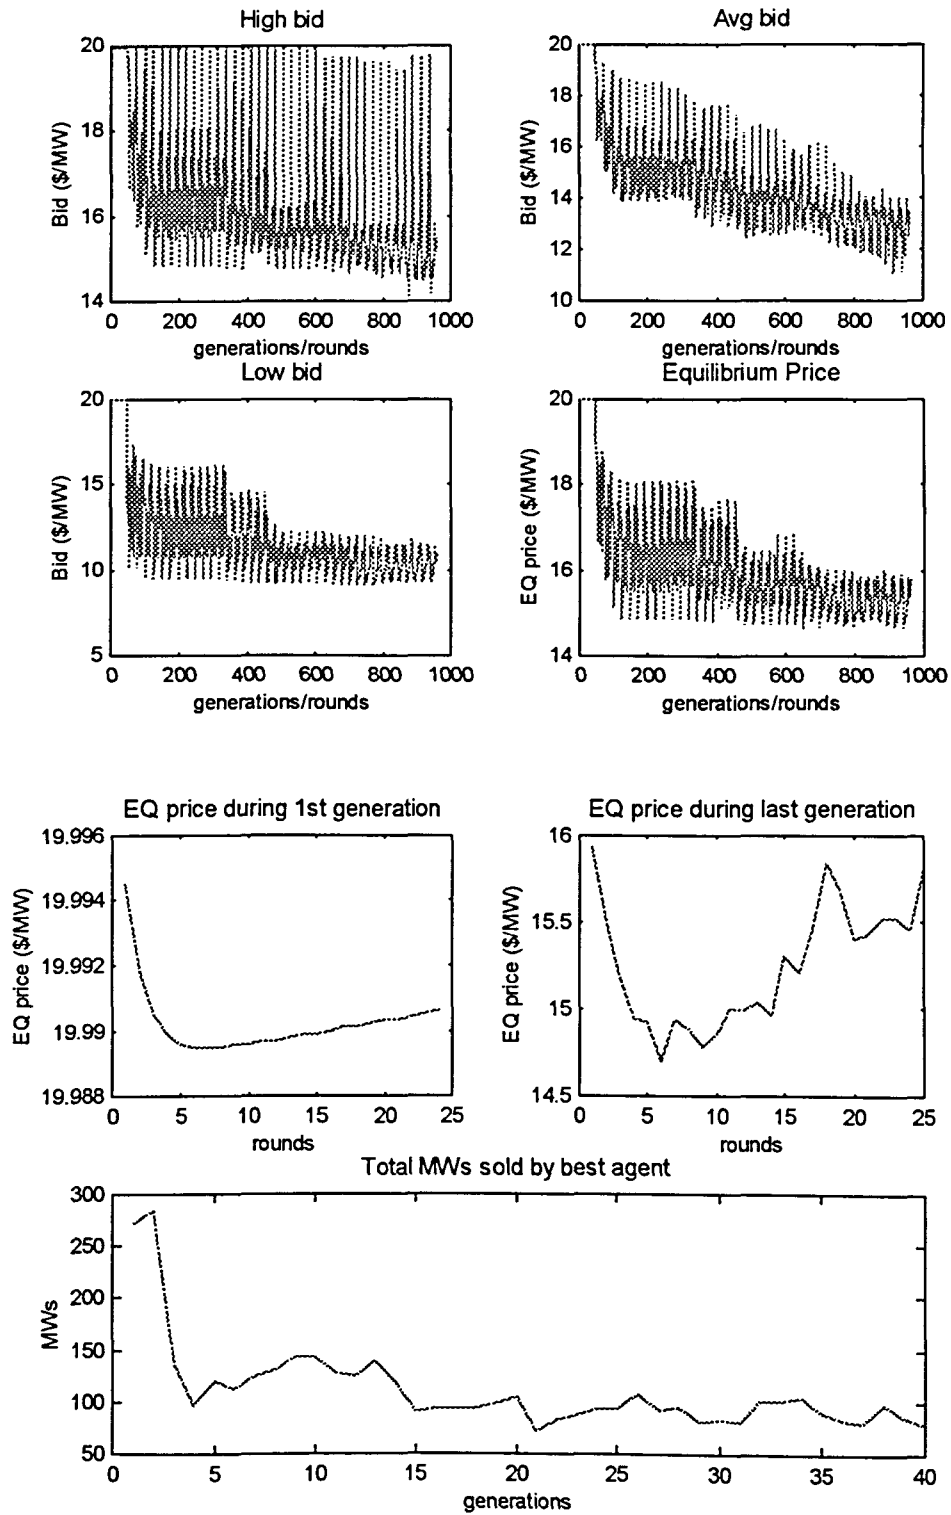 High bid
Avg bid
20
18
16
14
Bid ($/MW)
0 200 400 600 800 1000
generations/rounds
20
18
16
14
12
10
Bid ($/MW)
0 200 400 600 800 1000
generations/rounds
Low bid
Equilibrium Price
20
15
10
5
Bid ($/MW)
0 200 400 600 800 1000
generations/rounds
20
18
16
14
EQ price ($/MW)
0 200 400 600 800 1000
generations/rounds
EQ price during 1st generation
EQ price during last generation
19.996
19.994
19.992
19.99
19.988
EQ price ($/MW)
0 5 10 15 20 25
rounds
16
15.5
15
14.5
EQ price ($/MW)
0 5 10 15 20 25
rounds
Total MWs sold by best agent
300
250
200
150
100
50
MWs
0 5 10 15 20 25 30 35 40
generations